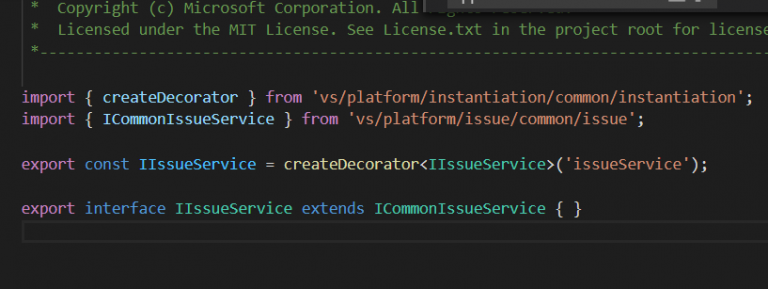 * Copyright (c) Microsoft Corporation. All
* Licensed under the MIT License. See License.txt in the project root for license
*--------------------------------------------------------------------------------
import { createDecorator } from 'vs/platform/instantiation/common/instantiation';
import { ICommonIssueService } from 'vs/platform/issue/common/issue';
export const IIssueService = createDecorator<IIssueService>('issueService');
export interface IIssueService extends ICommonIssueService { }